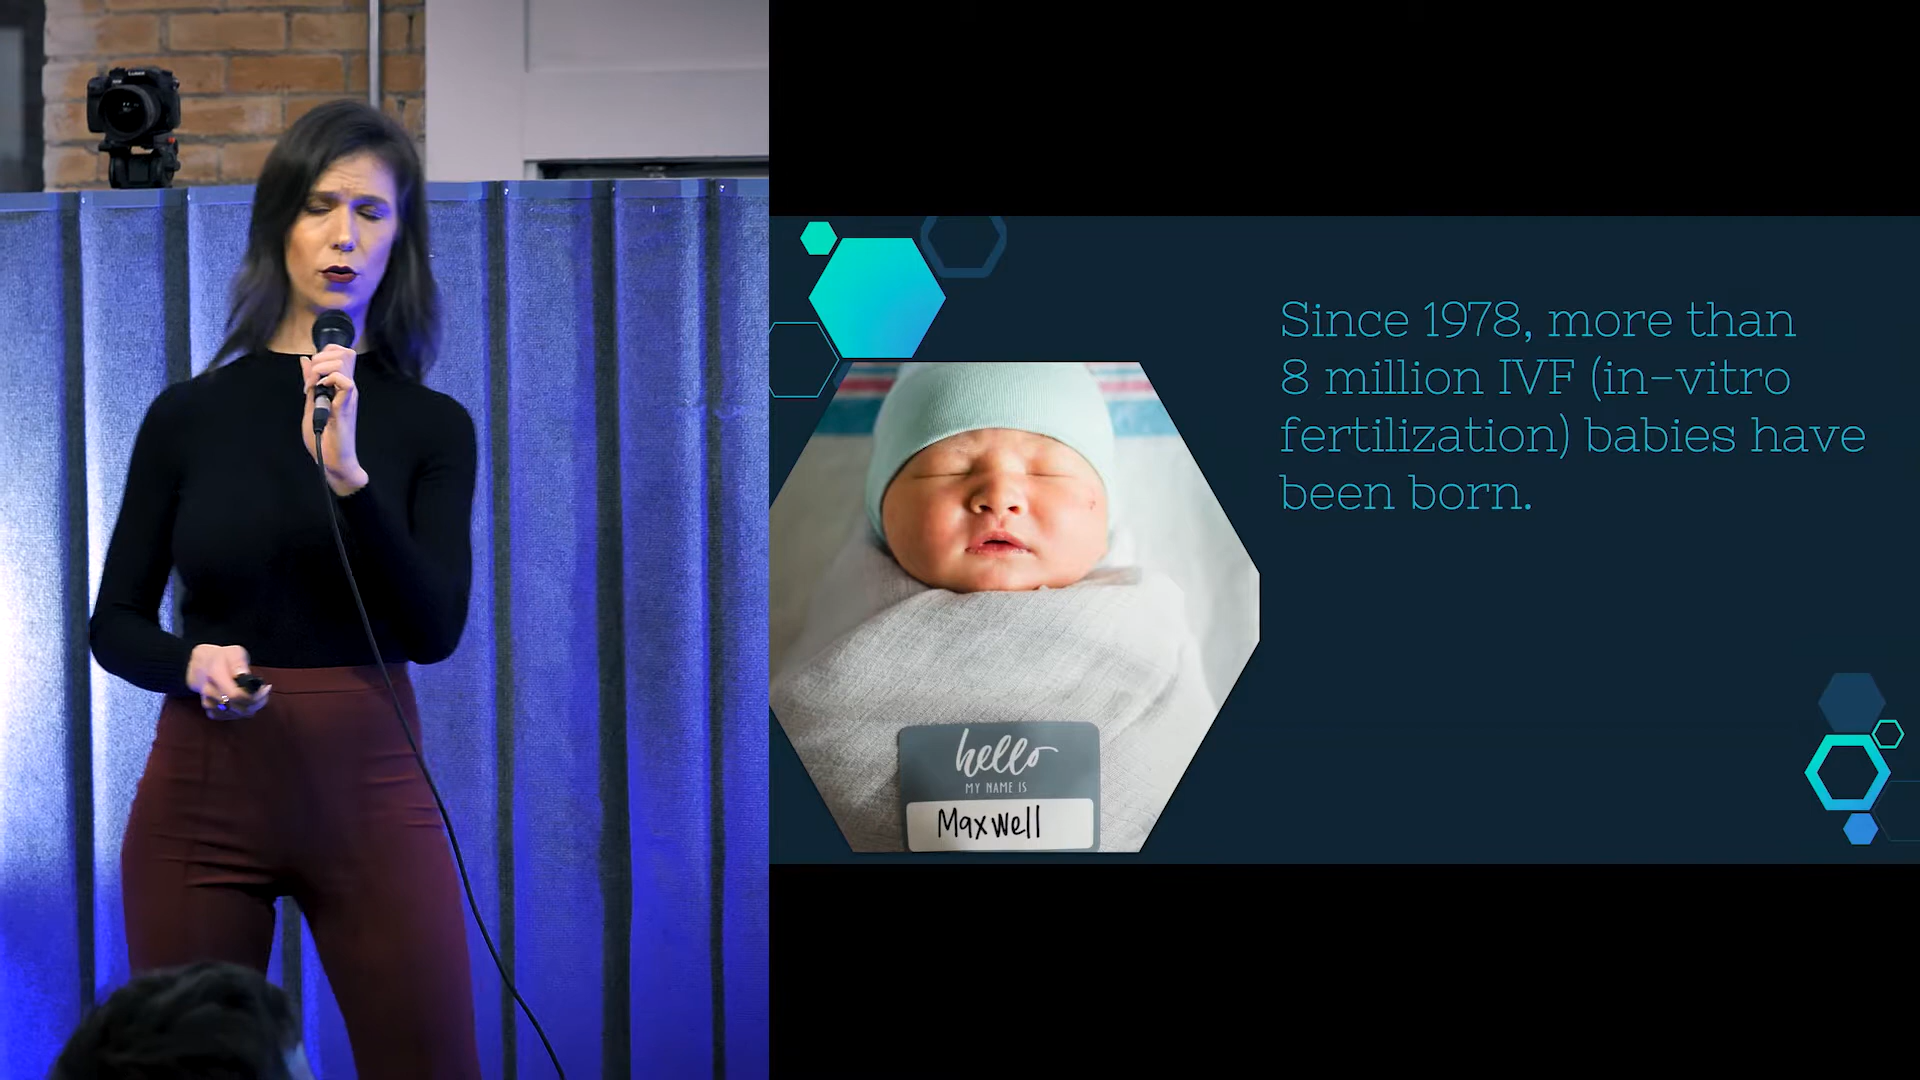 LUMIX
Since 1978, more than
8 million IVF (in-vitro
fertilization) babies have
been born.
hello
MY NAME IS
Maxwell